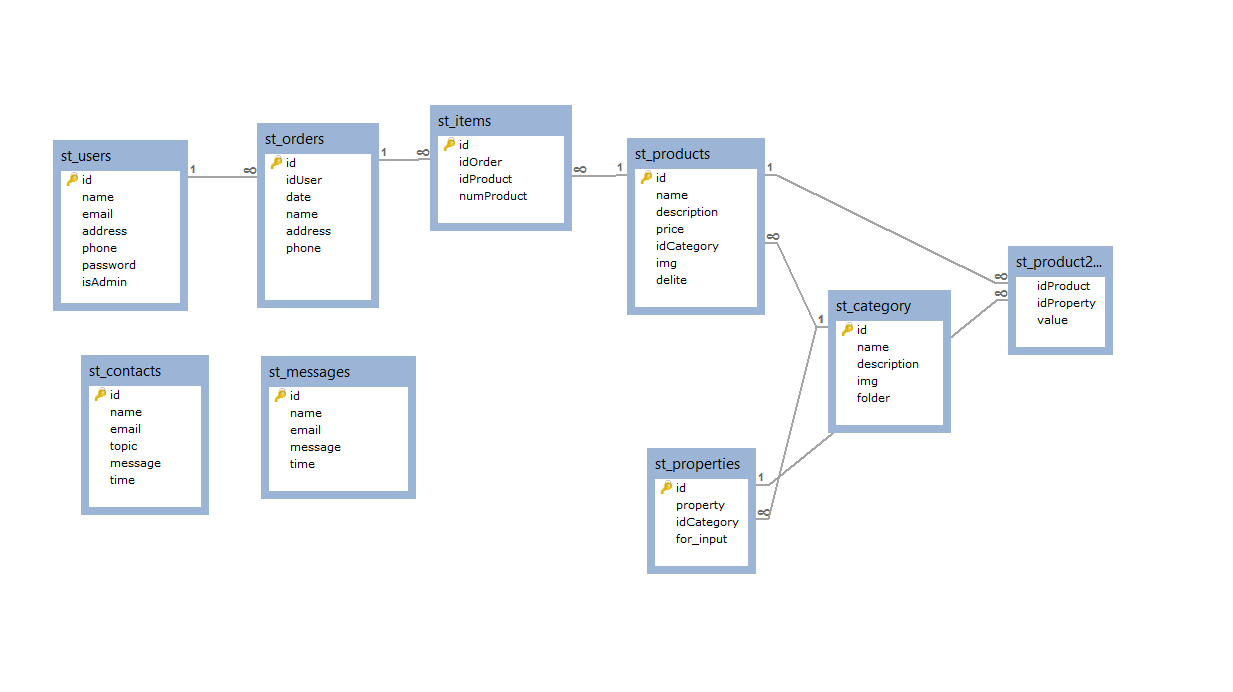 st_users
id
name
email
address
phone
password
isAdmin
1
∞
st_orders
id
idUser
date
name
address
phone
1
∞
st_items
id
idOrder
idProduct
numProduct
∞
1
st_products
id
name
description
price
idCategory
img
delite
1
∞
∞
∞
st_product2...
idProduct
idProperty
value
1
st_category
id
name
description
img
folder
st_contacts
id
name
email
topic
message
time
st_messages
id
name
email
message
time
st_properties
id
property
idCategory
for_input
1
∞